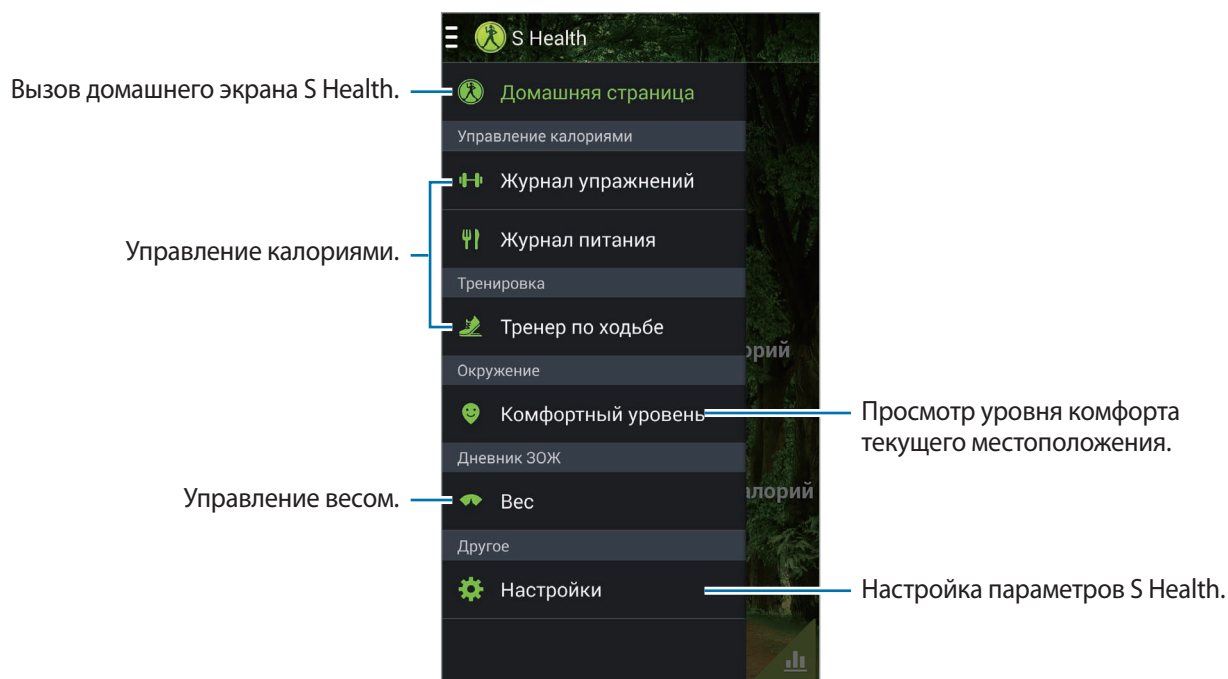 S Health
Вызов домашнего экрана S Health.
Домашняя страница
Управление калориями
Журнал упражнений
Журнал питания
Управление калориями.
Тренировка
Тренер по ходьбе
орий
Окружение
Комфортный уровень
Просмотр уровня комфорта
текущего местоположения.
Дневник ЗОЖ
Управление весом.
Вес
алорий
Другое
Настройки
Настройка параметров S Health.